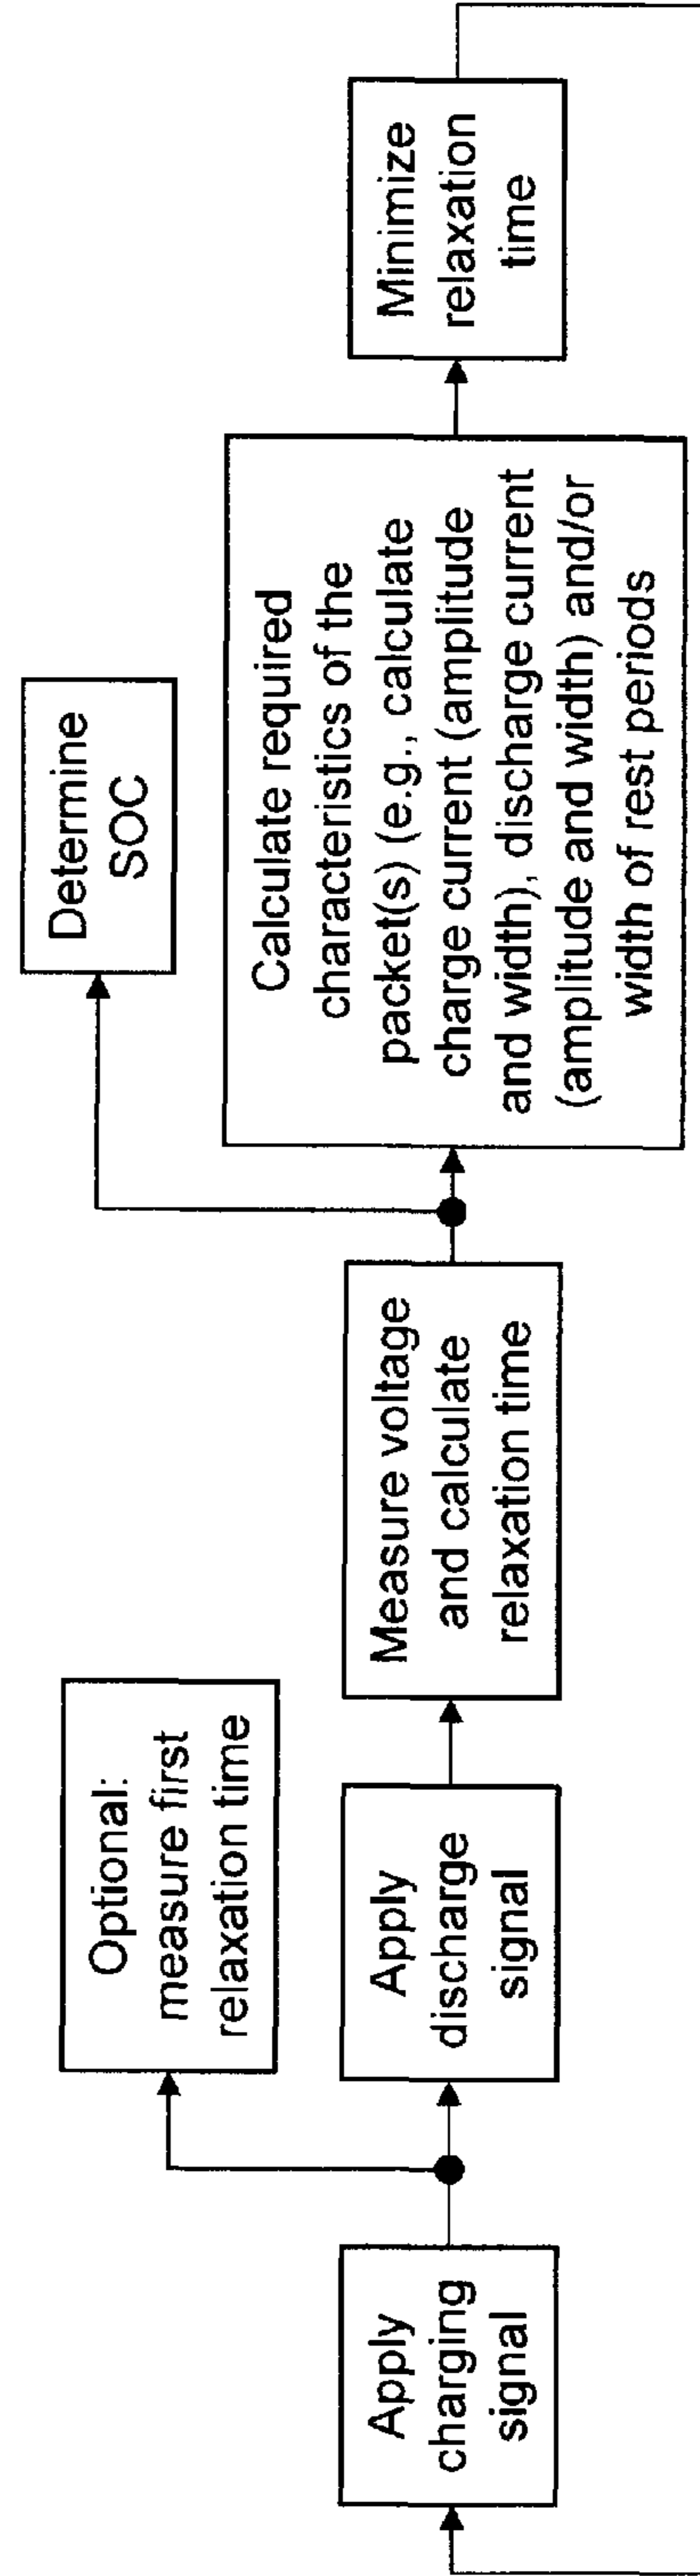 Apply
charging
signal
Optional:
measure first
relaxation time
Apply
discharge
signal
Measure voltage
and calculate
relaxation time
Determine
SOC
Calculate required
characteristics of the
packet(s) (e.g., calculate
charge current (amplitude
and width), discharge current
(amplitude and width) and/or
width of rest periods
Minimize
relaxation
time